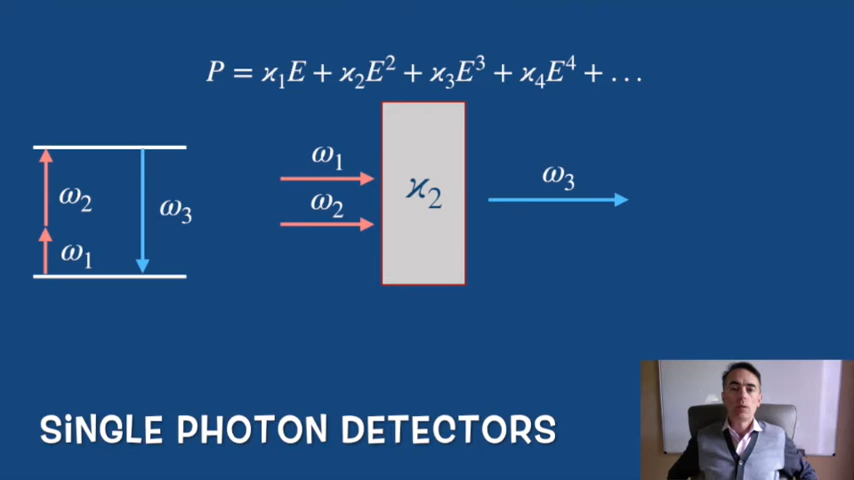 P = ϰ₁E + ϰ₂E² + ϰ₃E³ + ϰ₄E⁴ + …
ω₂
ω₁
ω₃
ω₁
ω₂
ϰ₂
ω₃
SiNGLE PHOTON DETECTORS